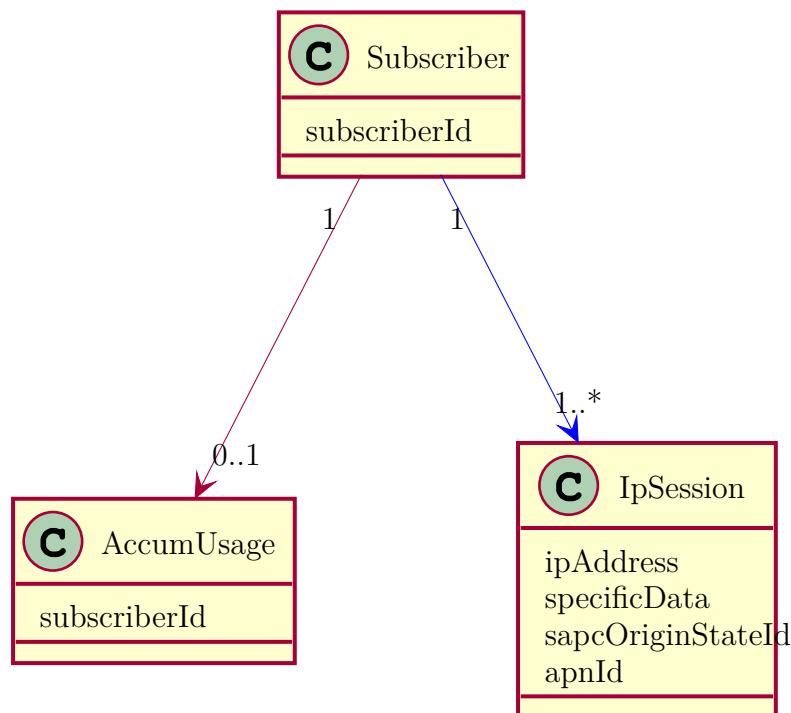 C Subscriber
subscriberId
1
1
1..*
0..1
C AccumUsage
subscriberId
C IpSession
ipAddress
specificData
sapcOriginStateId
apnId